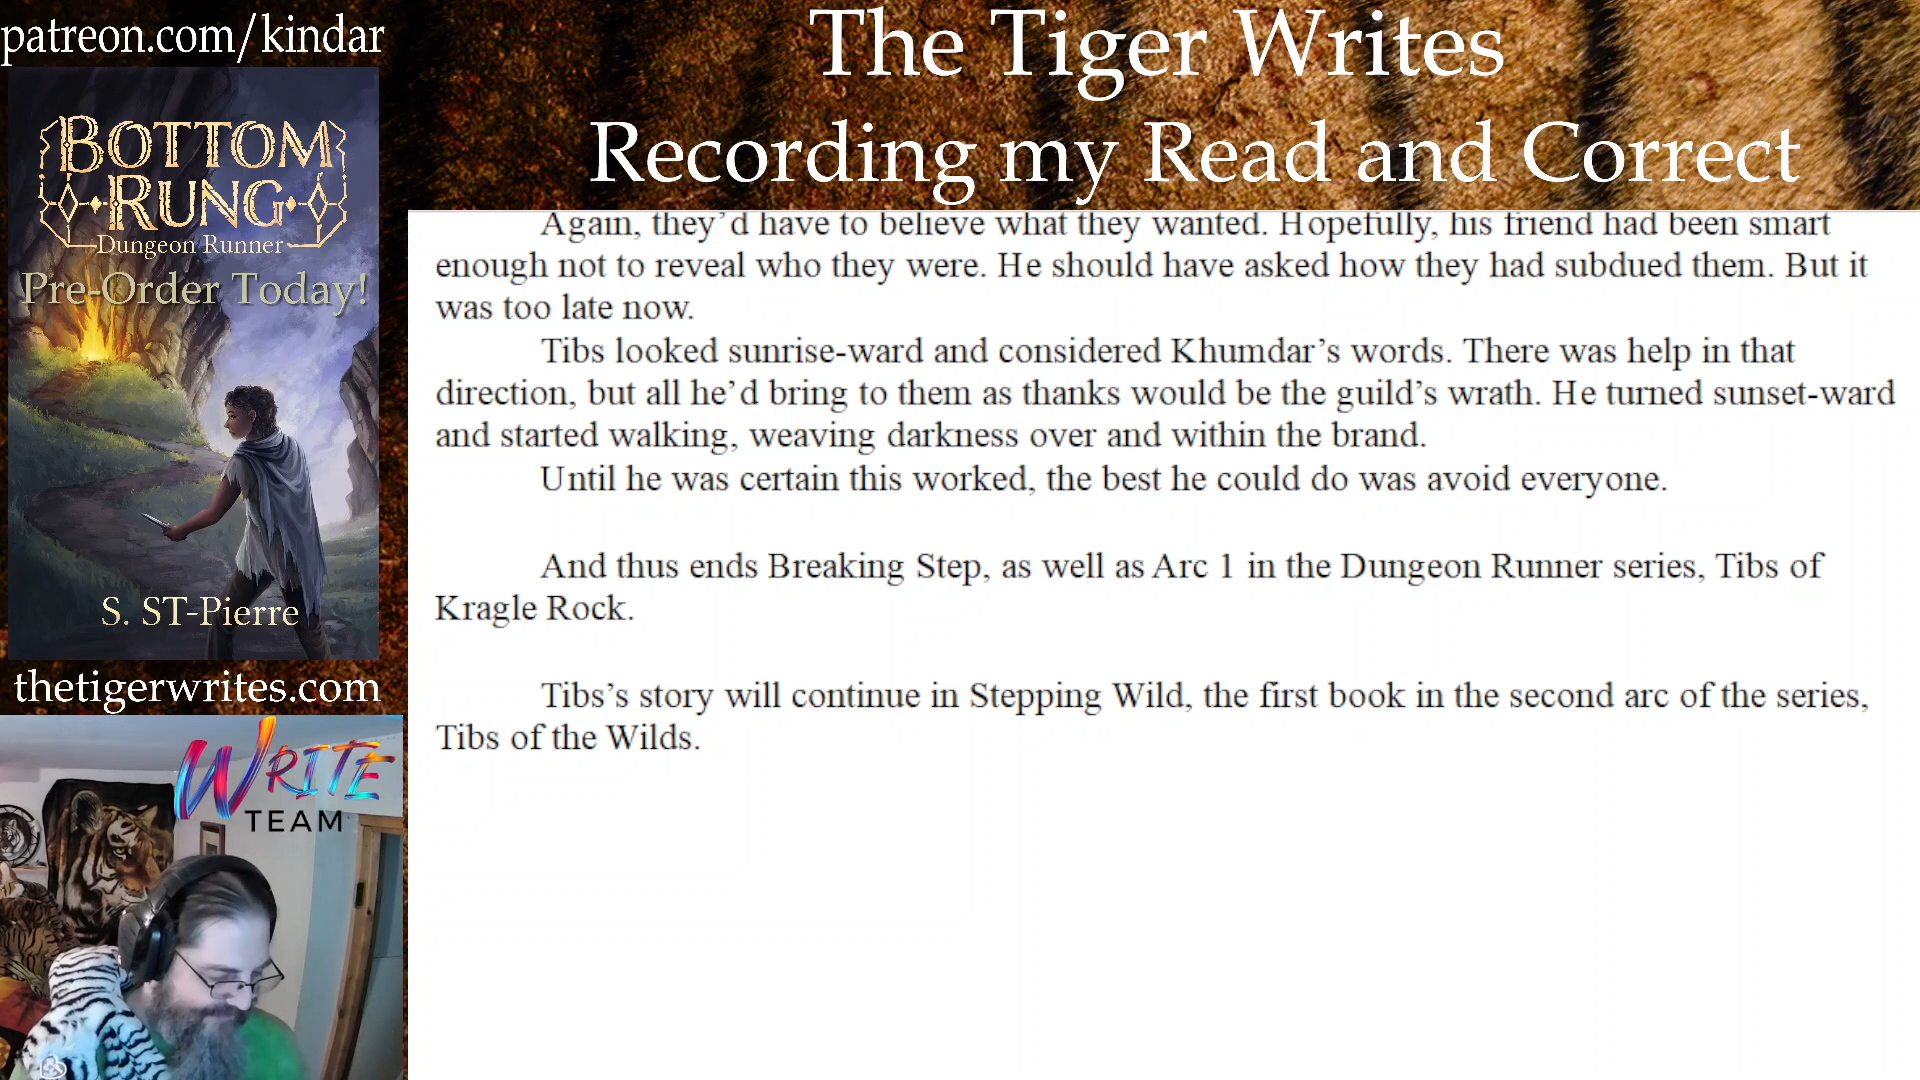 patreon.com/kindar
The Tiger Writes
Recording my Read and Correct
BOTTOM
RUNG
Dungeon Runner
Pre-Order Today!
S. ST-Pierre
thetigerwrites.com
WRITE
TEAM
Again, they’d have to believe what they wanted. Hopefully, his friend had been smart
enough not to reveal who they were. He should have asked how they had subdued them. But it
was too late now.
Tibs looked sunrise-ward and considered Khumdar’s words. There was help in that
direction, but all he’d bring to them as thanks would be the guild’s wrath. He turned sunset-ward
and started walking, weaving darkness over and within the brand.
Until he was certain this worked, the best he could do was avoid everyone.
And thus ends Breaking Step, as well as Arc 1 in the Dungeon Runner series, Tibs of
Kragle Rock.
Tibs’s story will continue in Stepping Wild, the first book in the second arc of the series,
Tibs of the Wilds.